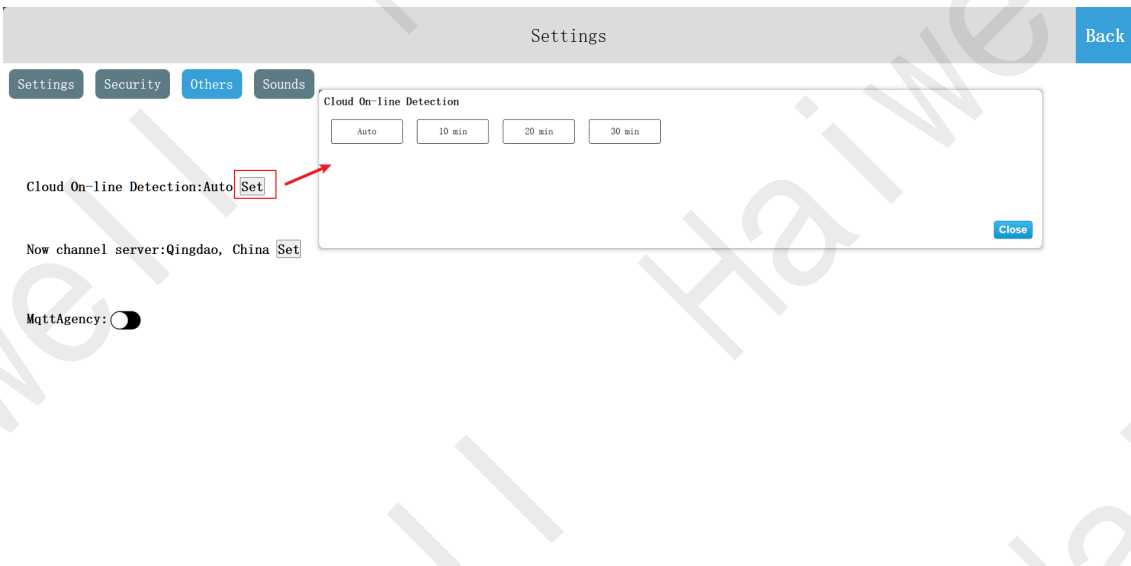 Settings
Back
Settings Security Others Sounds
Cloud On-line Detection
Auto 10 min 20 min 30 min
Cloud On-line Detection:Auto Set
Close
Now channel server:Qingdao, China Set
MqttAgency:
Haiwell